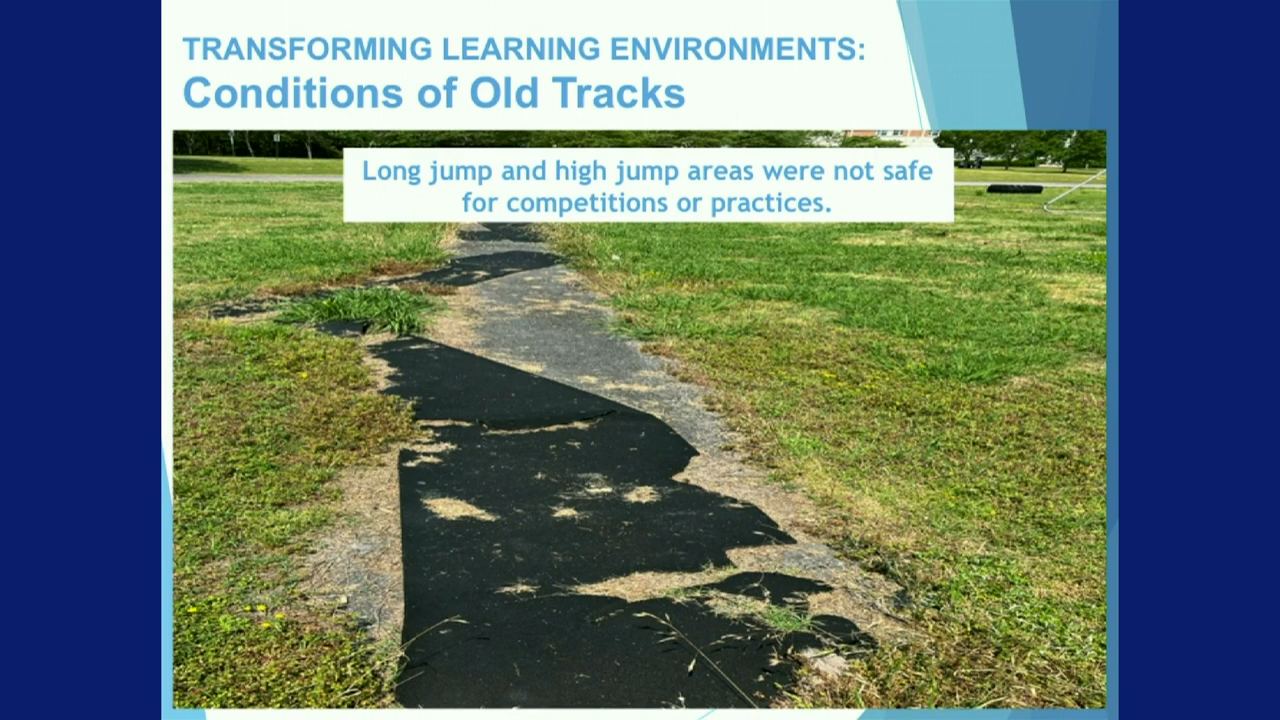 TRANSFORMING LEARNING ENVIRONMENTS:
Conditions of Old Tracks
Long jump and high jump areas were not safe
for competitions or practices.